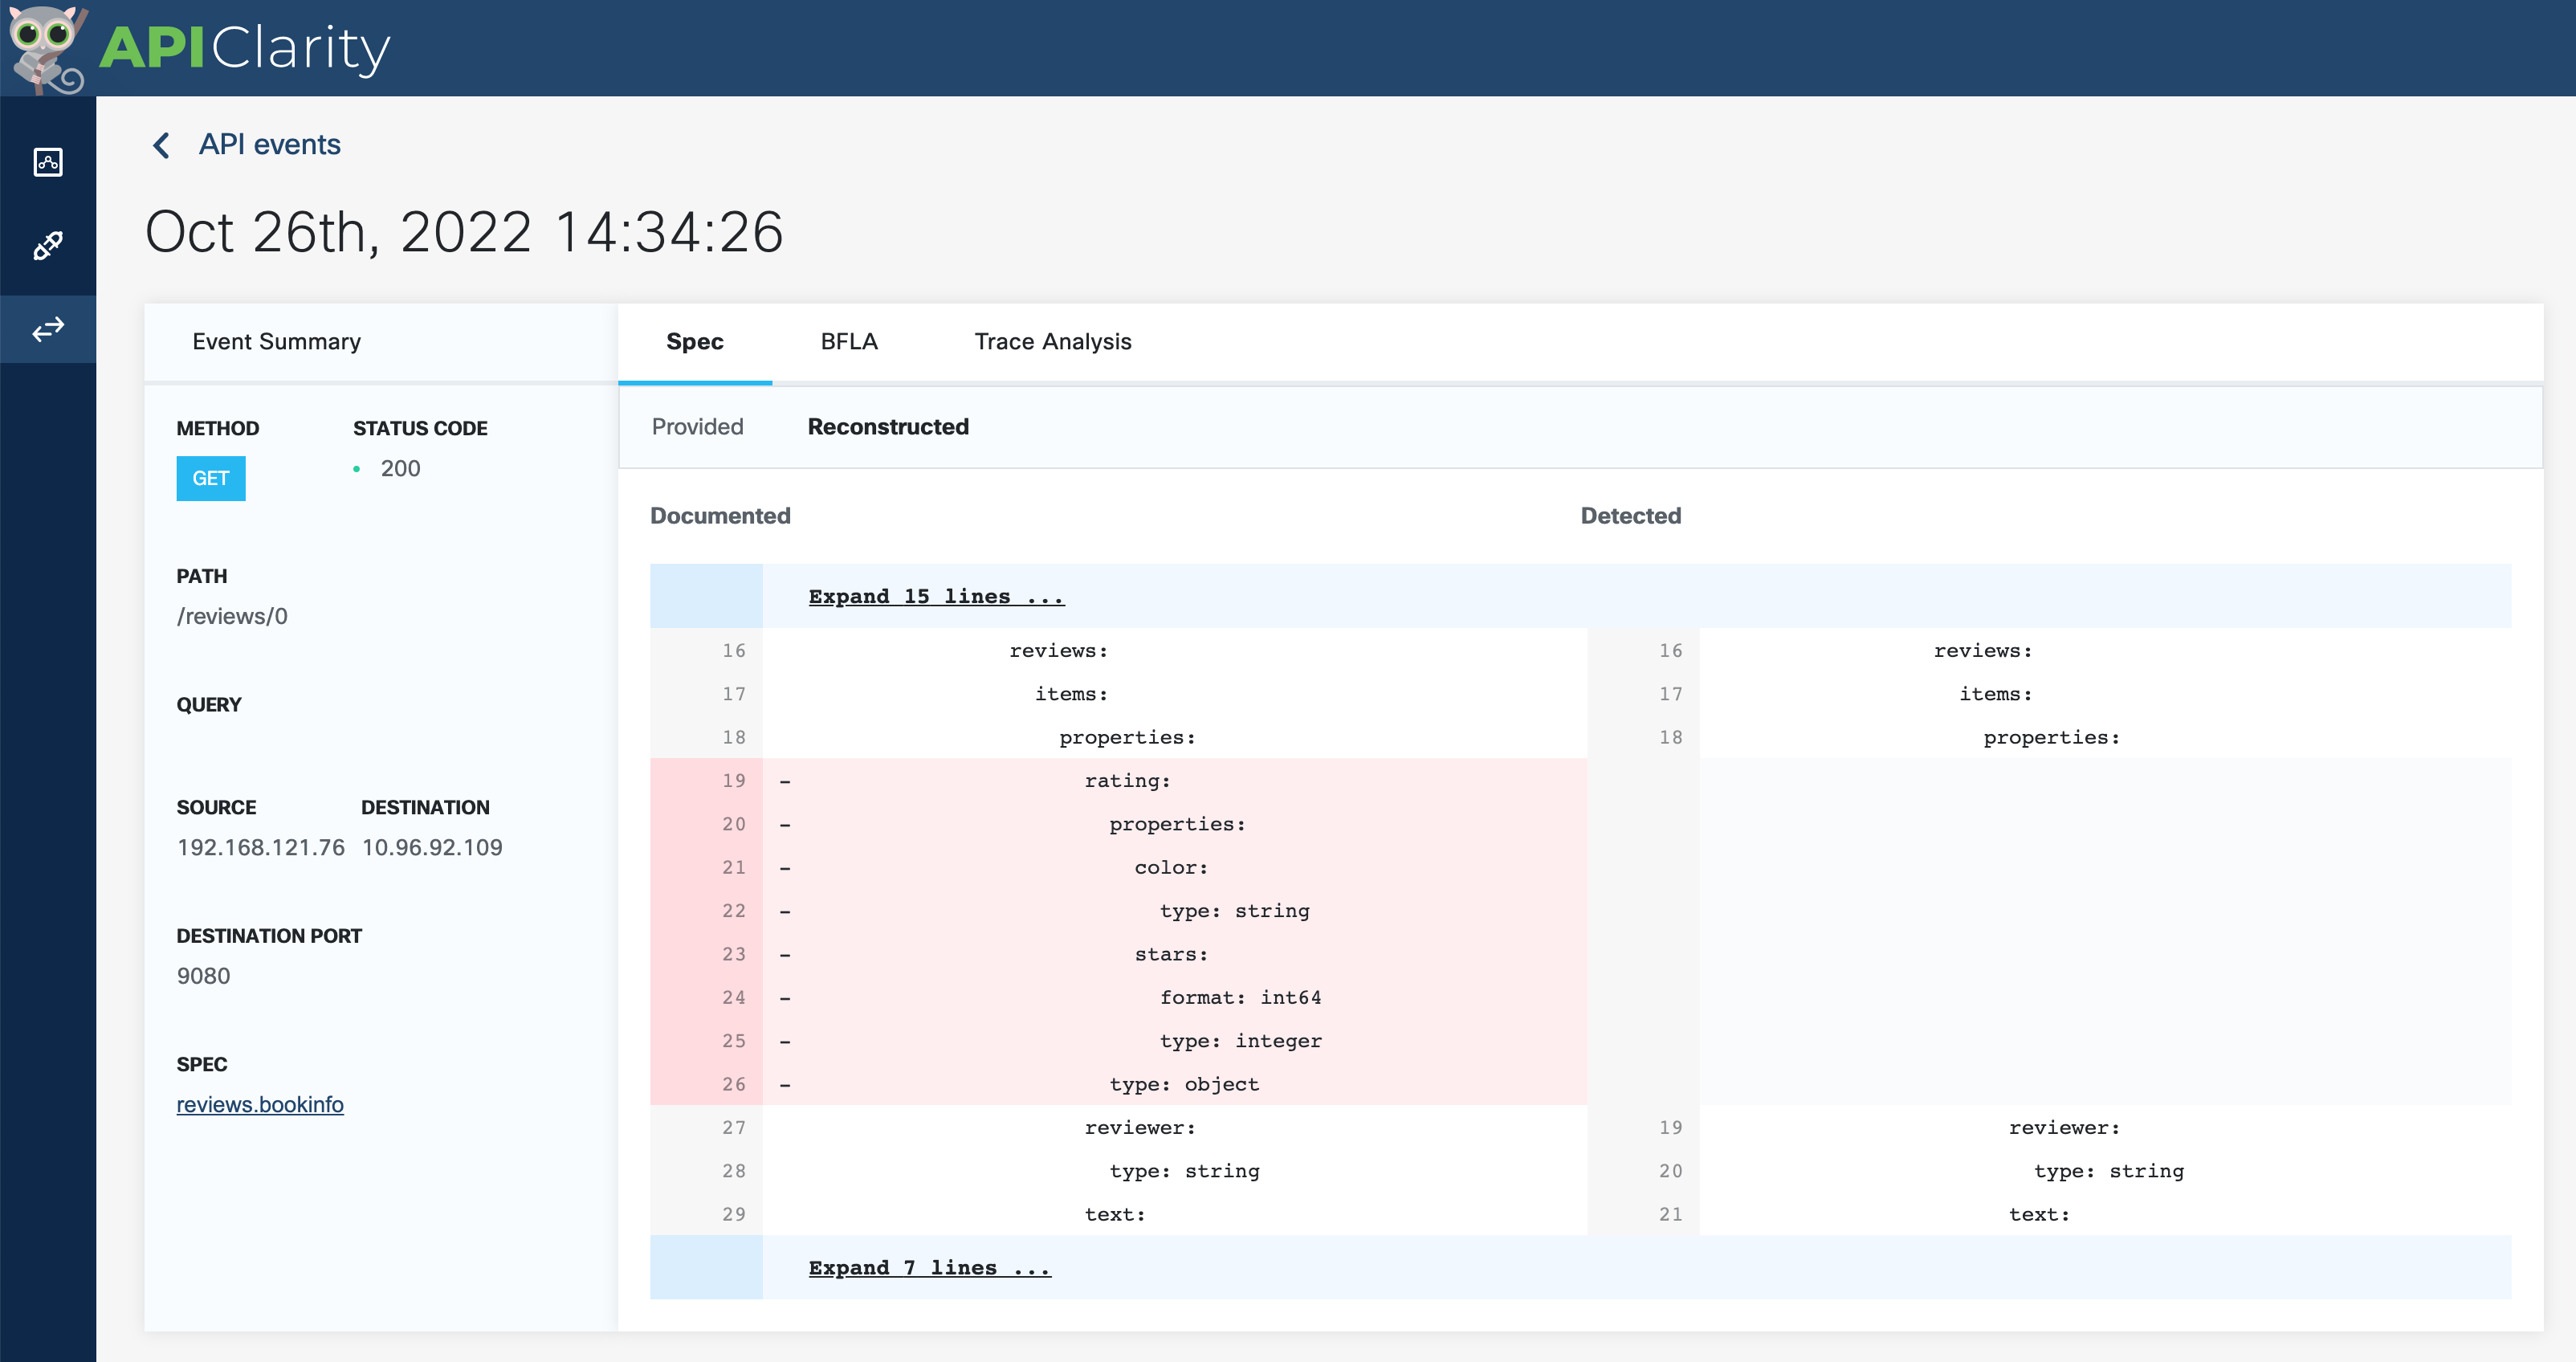 APIClarity
API events
Oct 26th, 2022 14:34:26
Event Summary
Spec BFLA Trace Analysis
METHOD STATUS CODE
GET 200
PATH
/reviews/0
QUERY
SOURCE DESTINATION
192.168.121.76 10.96.92.109
DESTINATION PORT
9080
SPEC
reviews.bookinfo
Provided Reconstructed
Documented Detected
Expand 15 lines ...
16 reviews: 16 reviews:
17 items: 17 items:
18 properties: 18 properties:
19 - rating:
20 - properties:
21 - color:
22 - type: string
23 - stars:
24 - format: int64
25 - type: integer
26 - type: object
27 reviewer: 19 reviewer:
28 type: string 20 type: string
29 text: 21 text:
Expand 7 lines ...